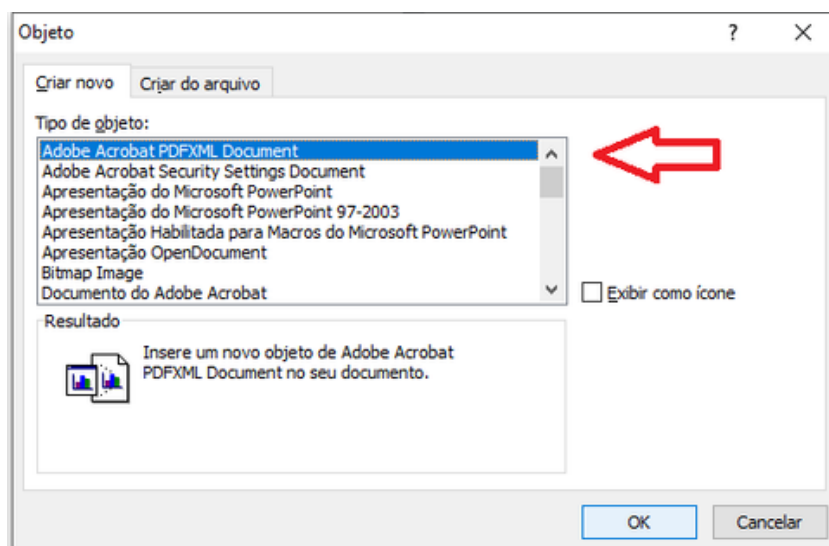 Objeto
?
Criar novo
Criar do arquivo
Tipo de objeto:
Adobe Acrobat PDFXML Document
Adobe Acrobat Security Settings Document
Apresentação do Microsoft PowerPoint
Apresentação do Microsoft PowerPoint 97-2003
Apresentação Habilitada para Macros do Microsoft PowerPoint
Apresentação OpenDocument
Bitmap Image
Documento do Adobe Acrobat
Exibir como ícone
Resultado
Insere um novo objeto de Adobe Acrobat
PDFXML Document no seu documento.
OK
Cancelar